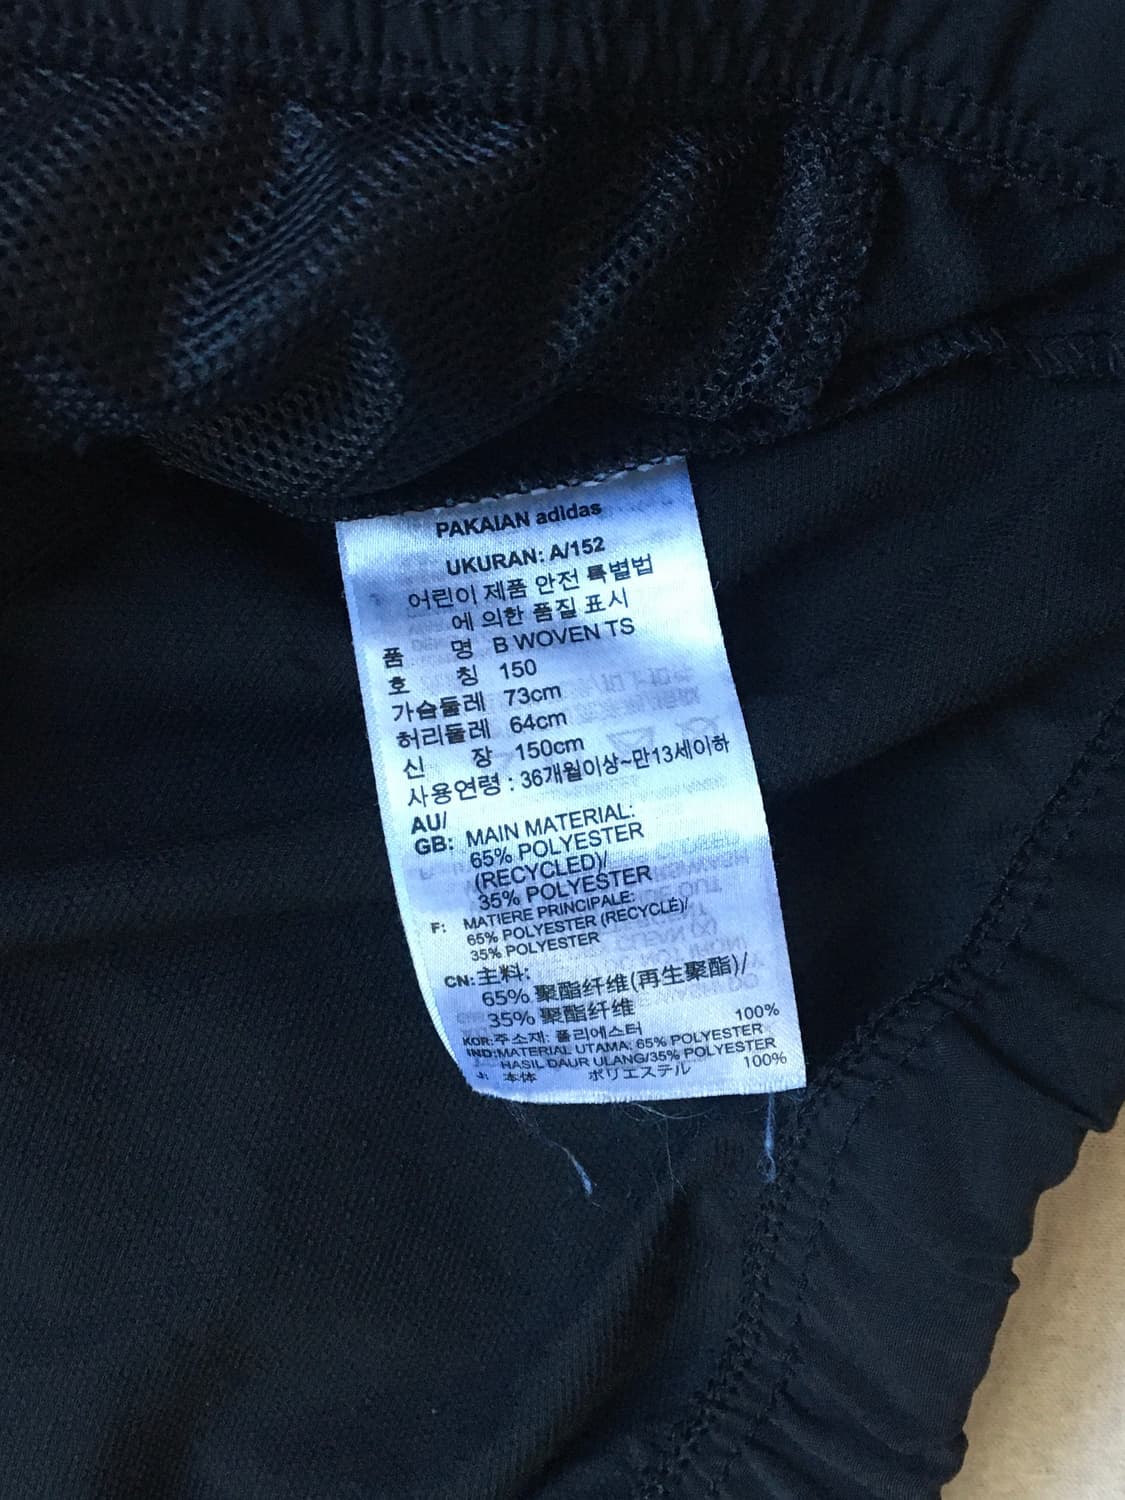 PAKAIAN adidas
UKURAN: A/152
어린이 제품 안전 특별법
에 의한 품질 표시
품 명 B WOVEN TS
호 칭 150
가슴둘레 73cm
허리둘레 64cm
신 장 150cm
사용연령 : 36개월이상~만13세이하
AU/
GB: MAIN MATERIAL:
65% POLYESTER
(RECYCLED)/
35% POLYESTER
F: MATIERE PRINCIPALE:
65% POLYESTER (RECYCLÉ)/
35% POLYESTER
CN: 主料:
65% 聚酯纤维(再生聚酯)/
35% 聚酯纤维
KOR: 주소재: 폴리에스터 100%
IND: MATERIAL UTAMA: 65% POLYESTER
HASIL DAUR ULANG/35% POLYESTER
J: 本体 ポリエステル 100%